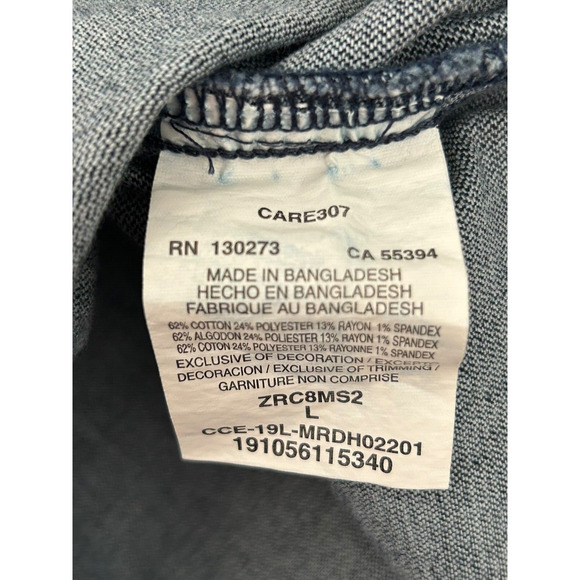 CARE307
RN 130273 CA 55394
MADE IN BANGLADESH
HECHO EN BANGLADESH
FABRIQUE AU BANGLADESH
62% COTTON 24% POLYESTER 13% RAYON 1% SPANDEX
62% ALGODON 24% POLIESTER 13% RAYON 1% SPANDEX
62% COTON 24% POLYESTER 13% RAYONNE 1% SPANDEX
EXCLUSIVE OF DECORATION / EXCEPTO
DECORACION / EXCLUSIVE OF TRIMMING /
GARNITURE NON COMPRISE
ZRC8MS2
L
CCE-19L-MRDH02201
191056115340